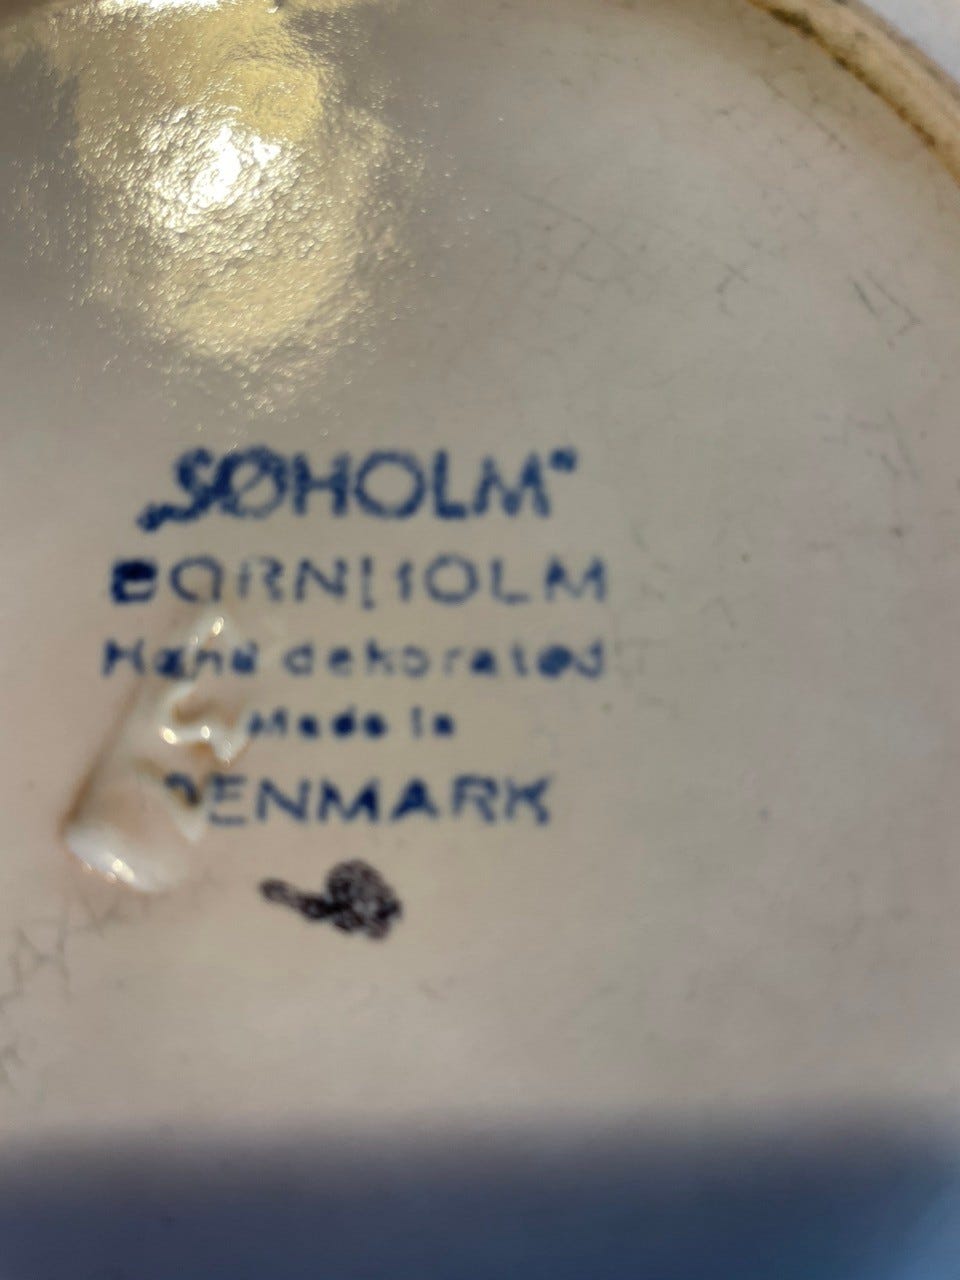 „SØHOLM“
BORNHOLM
Hand dekorated
Made in
DENMARK